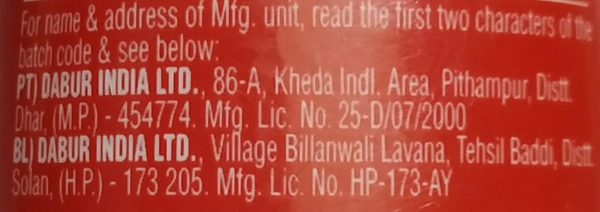 For name & address of Mfg. unit, read the first two characters of the
batch code & see below:
PT) DABUR INDIA LTD., 86-A, Kheda Indl. Area, Pithampur, Distt.
Dhar, (M.P.) - 454774. Mfg. Lic. No. 25-D/07/2000
BL) DABUR INDIA LTD., Village Billanwali Lavana, Tehsil Baddi, Distt.
Solan, (H.P.) - 173 205. Mfg. Lic. No. HP-173-AY